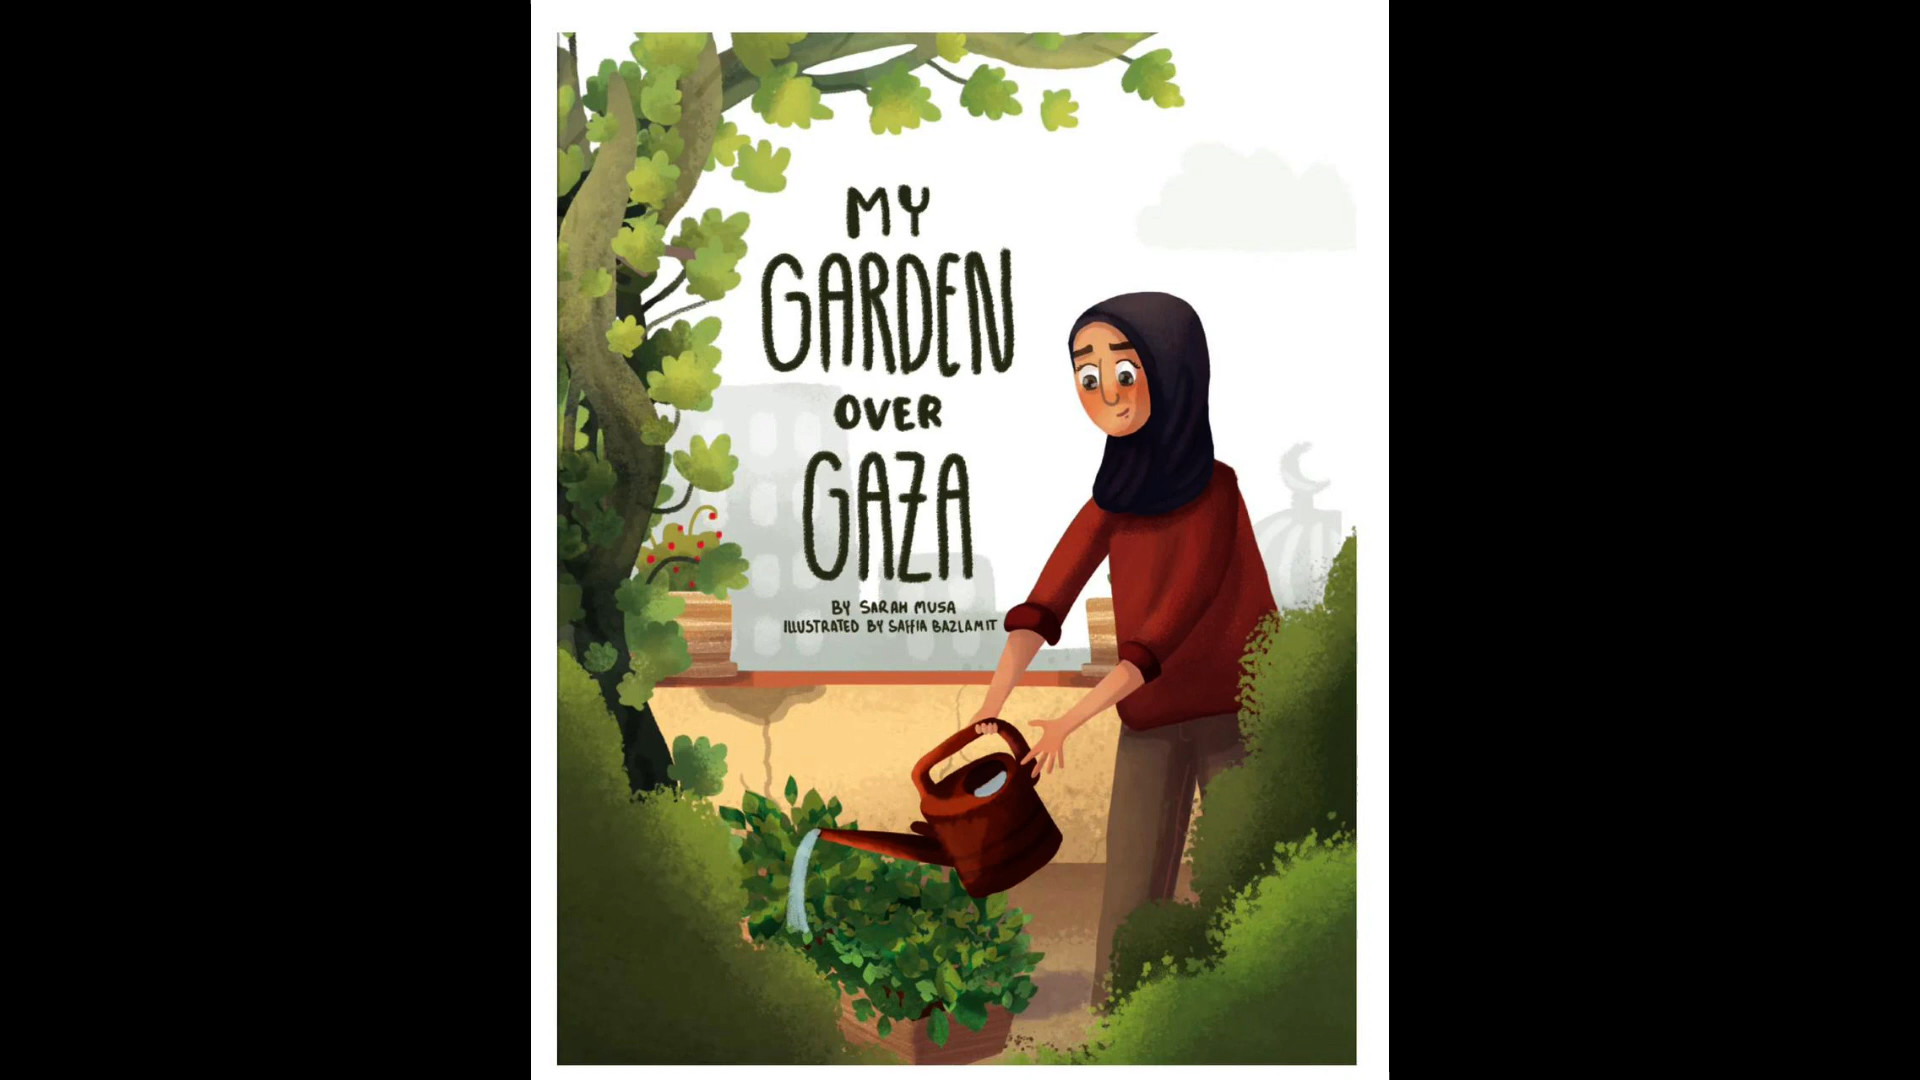 MY
GARDEN
OVER
GAZA
BY SARAH MUSA
ILLUSTRATED BY SAFFIA BAZLAMIT